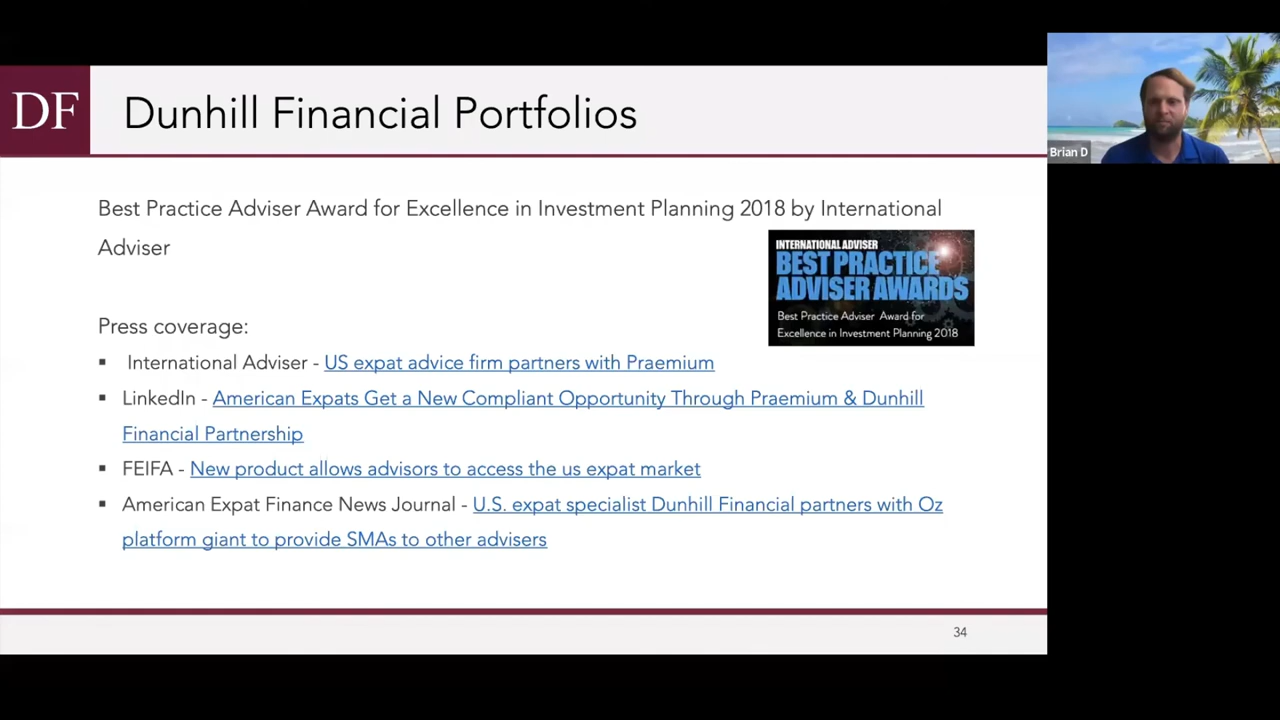 DF
Dunhill Financial Portfolios
Brian D
Best Practice Adviser Award for Excellence in Investment Planning 2018 by International
Adviser
INTERNATIONAL ADVISER
BEST PRACTICE
ADVISER AWARDS
Best Practice Adviser Award for
Excellence in Investment Planning 2018
Press coverage:
▪ International Adviser - US expat advice firm partners with Praemium
▪ LinkedIn - American Expats Get a New Compliant Opportunity Through Praemium & Dunhill
Financial Partnership
▪ FEIFA - New product allows advisors to access the us expat market
▪ American Expat Finance News Journal - U.S. expat specialist Dunhill Financial partners with Oz
platform giant to provide SMAs to other advisers
34